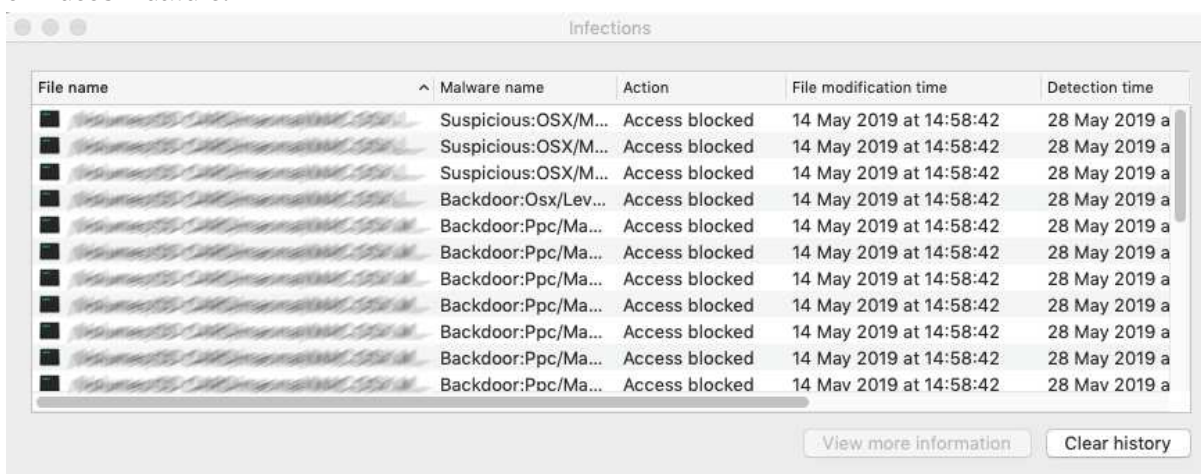 Infections
File name Malware name Action File modification time Detection time
Suspicious:OSX/M... Access blocked 14 May 2019 at 14:58:42 28 May 2019 a
Suspicious:OSX/M... Access blocked 14 May 2019 at 14:58:42 28 May 2019 a
Suspicious:OSX/M... Access blocked 14 May 2019 at 14:58:42 28 May 2019 a
Backdoor:Osx/Lev... Access blocked 14 May 2019 at 14:58:42 28 May 2019 a
Backdoor:Ppc/Ma... Access blocked 14 May 2019 at 14:58:42 28 May 2019 a
Backdoor:Ppc/Ma... Access blocked 14 May 2019 at 14:58:42 28 May 2019 a
Backdoor:Ppc/Ma... Access blocked 14 May 2019 at 14:58:42 28 May 2019 a
Backdoor:Ppc/Ma... Access blocked 14 May 2019 at 14:58:42 28 May 2019 a
Backdoor:Ppc/Ma... Access blocked 14 May 2019 at 14:58:42 28 May 2019 a
Backdoor:Ppc/Ma... Access blocked 14 May 2019 at 14:58:42 28 May 2019 a
Backdoor:Ppc/Ma... Access blocked 14 May 2019 at 14:58:42 28 May 2019 a
View more information Clear history